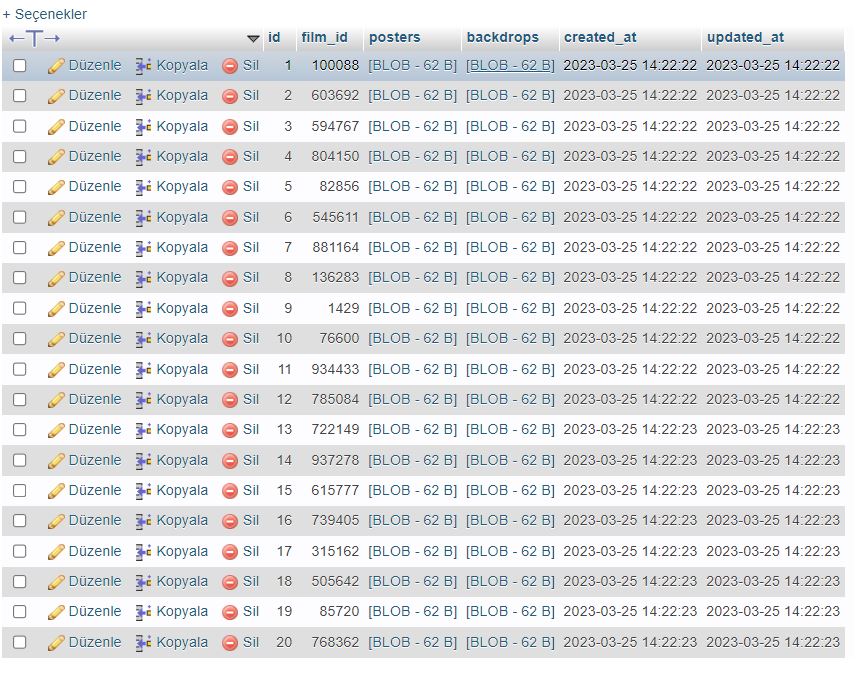 + Seçenekler
←T→ id film_id posters backdrops created_at updated_at
Düzenle Kopyala Sil 1 100088 [BLOB - 62 B] [BLOB - 62 B] 2023-03-25 14:22:22 2023-03-25 14:22:22
Düzenle Kopyala Sil 2 603692 [BLOB - 62 B] [BLOB - 62 B] 2023-03-25 14:22:22 2023-03-25 14:22:22
Düzenle Kopyala Sil 3 594767 [BLOB - 62 B] [BLOB - 62 B] 2023-03-25 14:22:22 2023-03-25 14:22:22
Düzenle Kopyala Sil 4 804150 [BLOB - 62 B] [BLOB - 62 B] 2023-03-25 14:22:22 2023-03-25 14:22:22
Düzenle Kopyala Sil 5 82856 [BLOB - 62 B] [BLOB - 62 B] 2023-03-25 14:22:22 2023-03-25 14:22:22
Düzenle Kopyala Sil 6 545611 [BLOB - 62 B] [BLOB - 62 B] 2023-03-25 14:22:22 2023-03-25 14:22:22
Düzenle Kopyala Sil 7 881164 [BLOB - 62 B] [BLOB - 62 B] 2023-03-25 14:22:22 2023-03-25 14:22:22
Düzenle Kopyala Sil 8 136283 [BLOB - 62 B] [BLOB - 62 B] 2023-03-25 14:22:22 2023-03-25 14:22:22
Düzenle Kopyala Sil 9 1429 [BLOB - 62 B] [BLOB - 62 B] 2023-03-25 14:22:22 2023-03-25 14:22:22
Düzenle Kopyala Sil 10 76600 [BLOB - 62 B] [BLOB - 62 B] 2023-03-25 14:22:22 2023-03-25 14:22:22
Düzenle Kopyala Sil 11 934433 [BLOB - 62 B] [BLOB - 62 B] 2023-03-25 14:22:22 2023-03-25 14:22:22
Düzenle Kopyala Sil 12 785084 [BLOB - 62 B] [BLOB - 62 B] 2023-03-25 14:22:22 2023-03-25 14:22:22
Düzenle Kopyala Sil 13 722149 [BLOB - 62 B] [BLOB - 62 B] 2023-03-25 14:22:23 2023-03-25 14:22:23
Düzenle Kopyala Sil 14 937278 [BLOB - 62 B] [BLOB - 62 B] 2023-03-25 14:22:23 2023-03-25 14:22:23
Düzenle Kopyala Sil 15 615777 [BLOB - 62 B] [BLOB - 62 B] 2023-03-25 14:22:23 2023-03-25 14:22:23
Düzenle Kopyala Sil 16 739405 [BLOB - 62 B] [BLOB - 62 B] 2023-03-25 14:22:23 2023-03-25 14:22:23
Düzenle Kopyala Sil 17 315162 [BLOB - 62 B] [BLOB - 62 B] 2023-03-25 14:22:23 2023-03-25 14:22:23
Düzenle Kopyala Sil 18 505642 [BLOB - 62 B] [BLOB - 62 B] 2023-03-25 14:22:23 2023-03-25 14:22:23
Düzenle Kopyala Sil 19 85720 [BLOB - 62 B] [BLOB - 62 B] 2023-03-25 14:22:23 2023-03-25 14:22:23
Düzenle Kopyala Sil 20 768362 [BLOB - 62 B] [BLOB - 62 B] 2023-03-25 14:22:23 2023-03-25 14:22:23